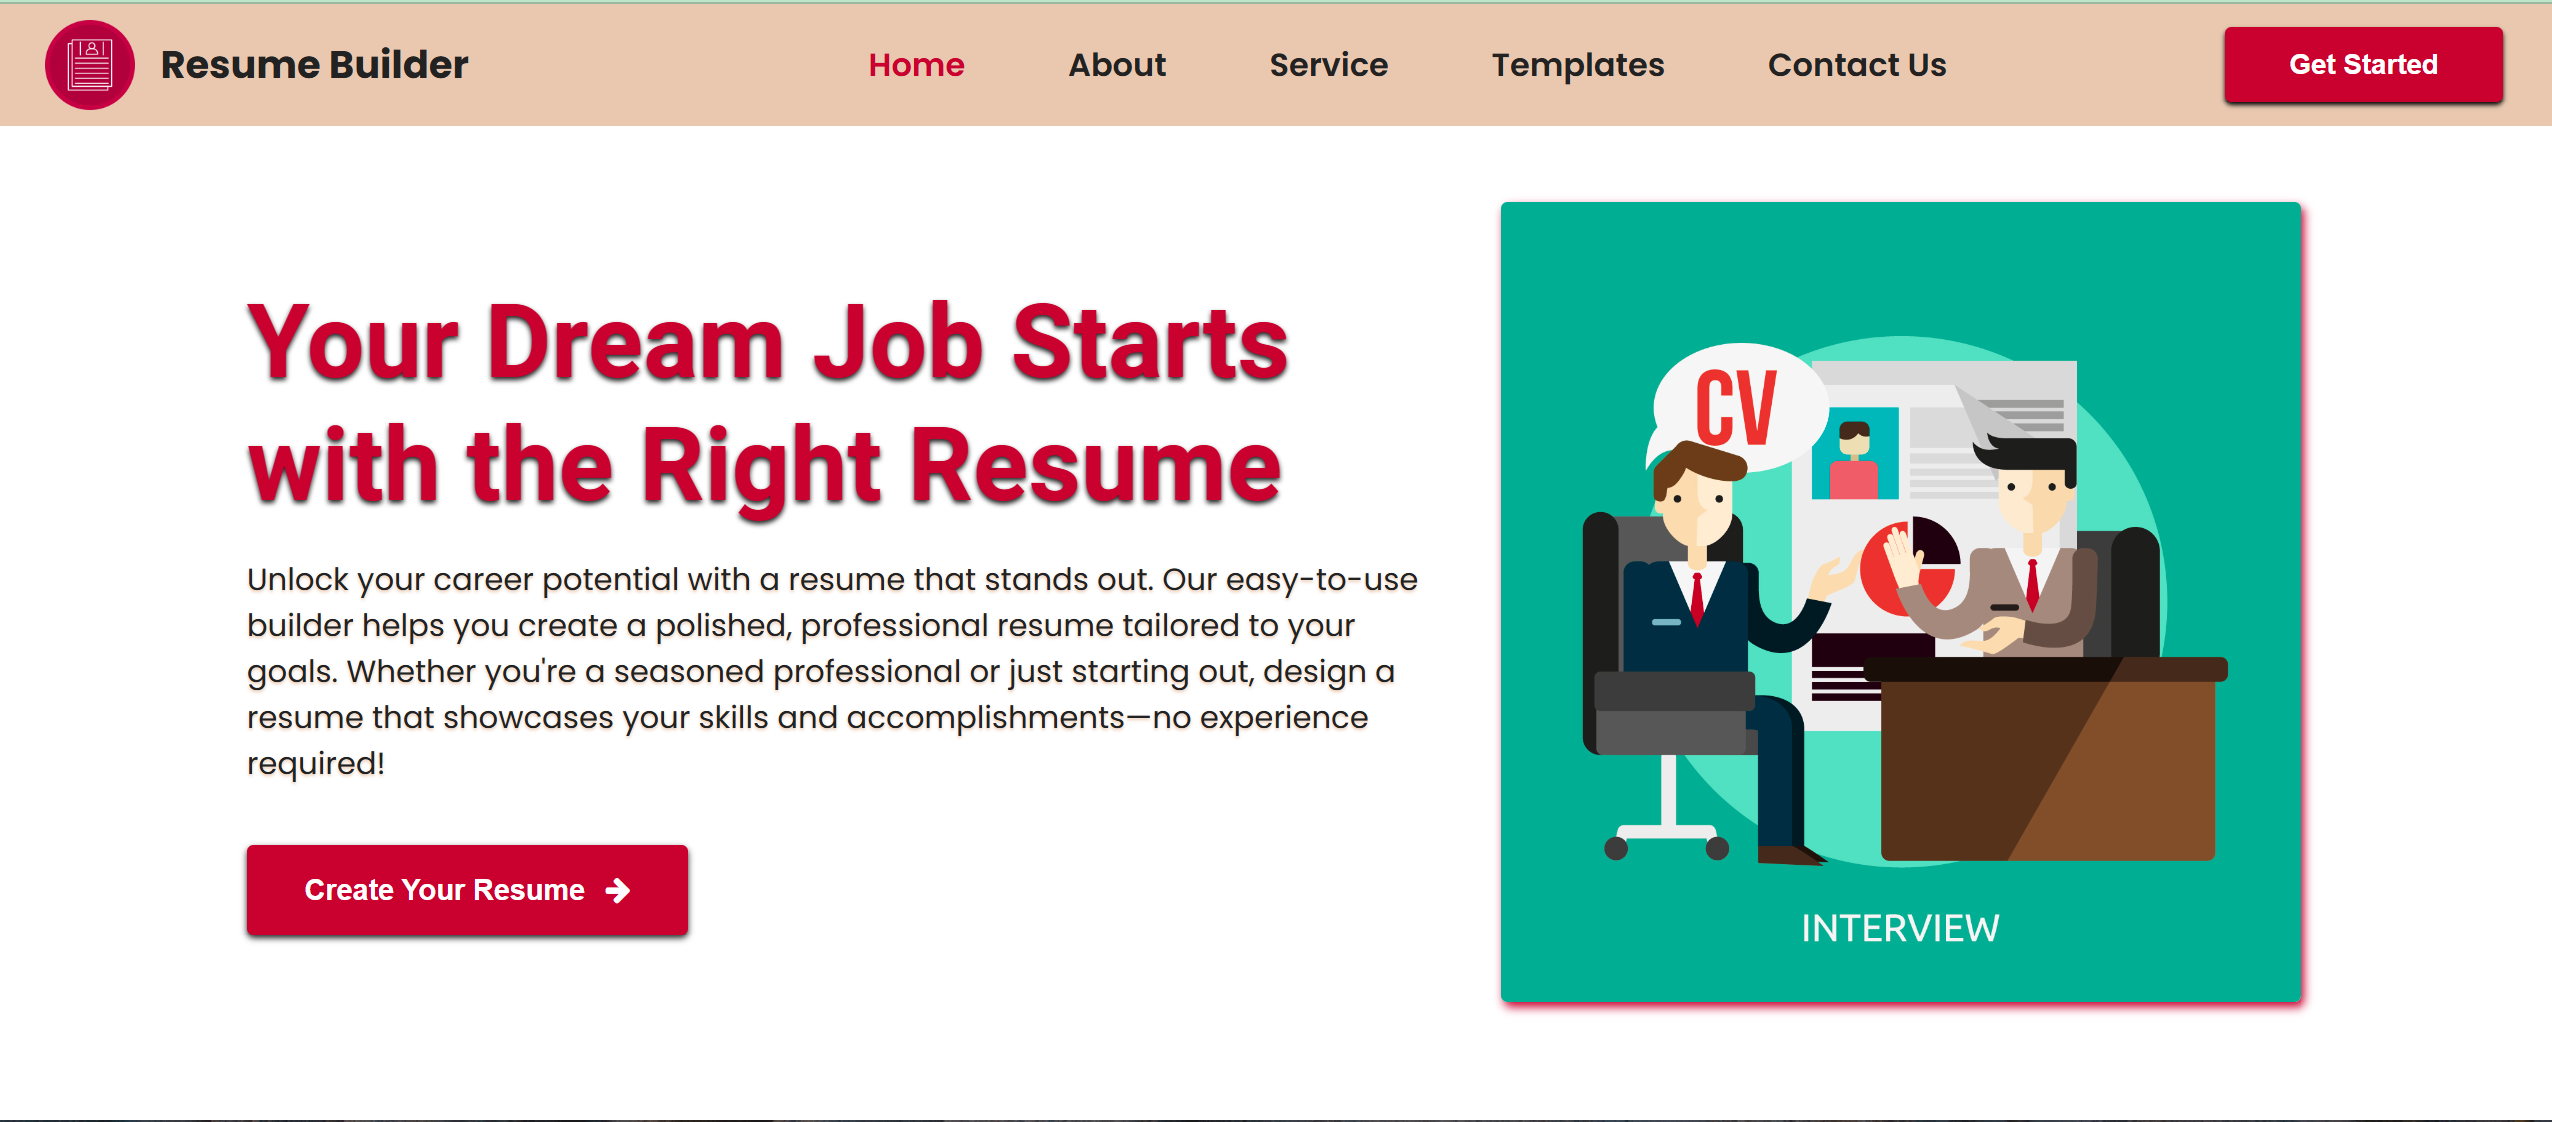 Resume Builder
Home
About
Service
Templates
Contact Us
Get Started
Your Dream Job Starts
with the Right Resume
Unlock your career potential with a resume that stands out. Our easy-to-use
builder helps you create a polished, professional resume tailored to your
goals. Whether you're a seasoned professional or just starting out, design a
resume that showcases your skills and accomplishments—no experience
required!
Create Your Resume
CV
INTERVIEW